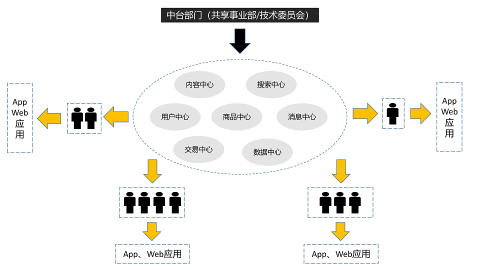 中台部门（共享事业部/技术委员会）
内容中心
搜索中心
用户中心
商品中心
消息中心
交易中心
数据中心
App
Web
应
用
App
Web
应
用
App、Web应用
App、Web应用